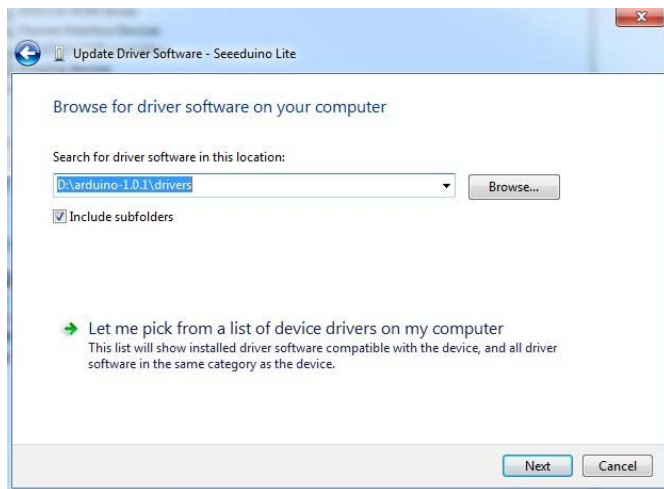 Update Driver Software - Seeeduino Lite
Browse for driver software on your computer
Search for driver software in this location:
D:\arduino-1.0.1\drivers
Browse...
Include subfolders
Let me pick from a list of device drivers on my computer
This list will show installed driver software compatible with the device, and all driver
software in the same category as the device.
Next
Cancel